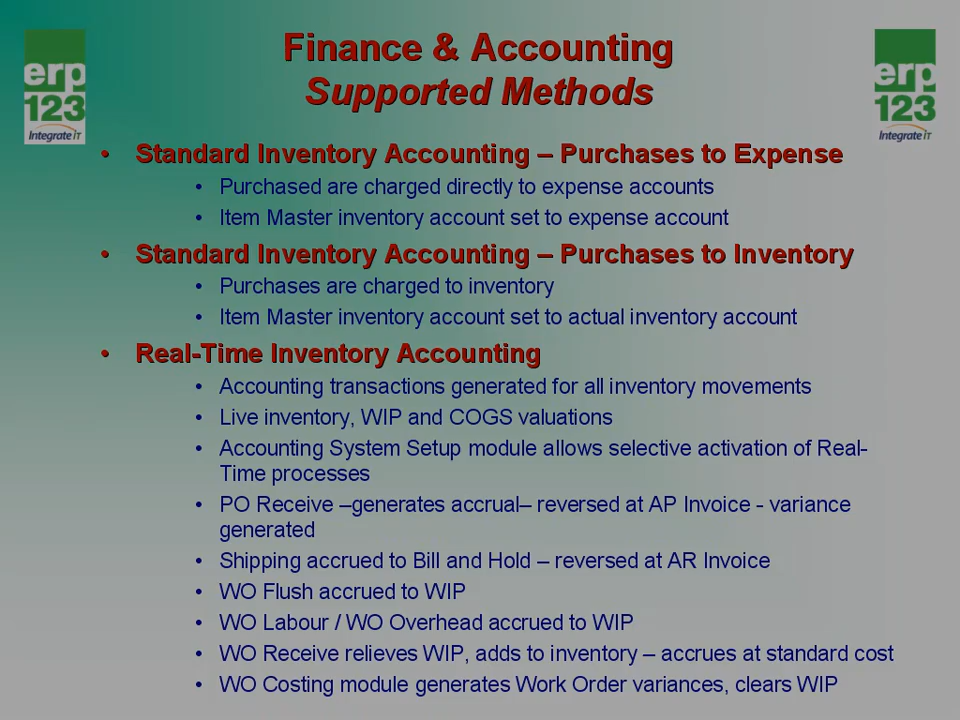 Finance & Accounting
Supported Methods
erp
123
Integrate iT
erp
123
Integrate iT
• Standard Inventory Accounting – Purchases to Expense
• Purchased are charged directly to expense accounts
• Item Master inventory account set to expense account
• Standard Inventory Accounting – Purchases to Inventory
• Purchases are charged to inventory
• Item Master inventory account set to actual inventory account
• Real-Time Inventory Accounting
• Accounting transactions generated for all inventory movements
• Live inventory, WIP and COGS valuations
• Accounting System Setup module allows selective activation of Real-
Time processes
• PO Receive –generates accrual– reversed at AP Invoice - variance
generated
• Shipping accrued to Bill and Hold – reversed at AR Invoice
• WO Flush accrued to WIP
• WO Labour / WO Overhead accrued to WIP
• WO Receive relieves WIP, adds to inventory – accrues at standard cost
• WO Costing module generates Work Order variances, clears WIP